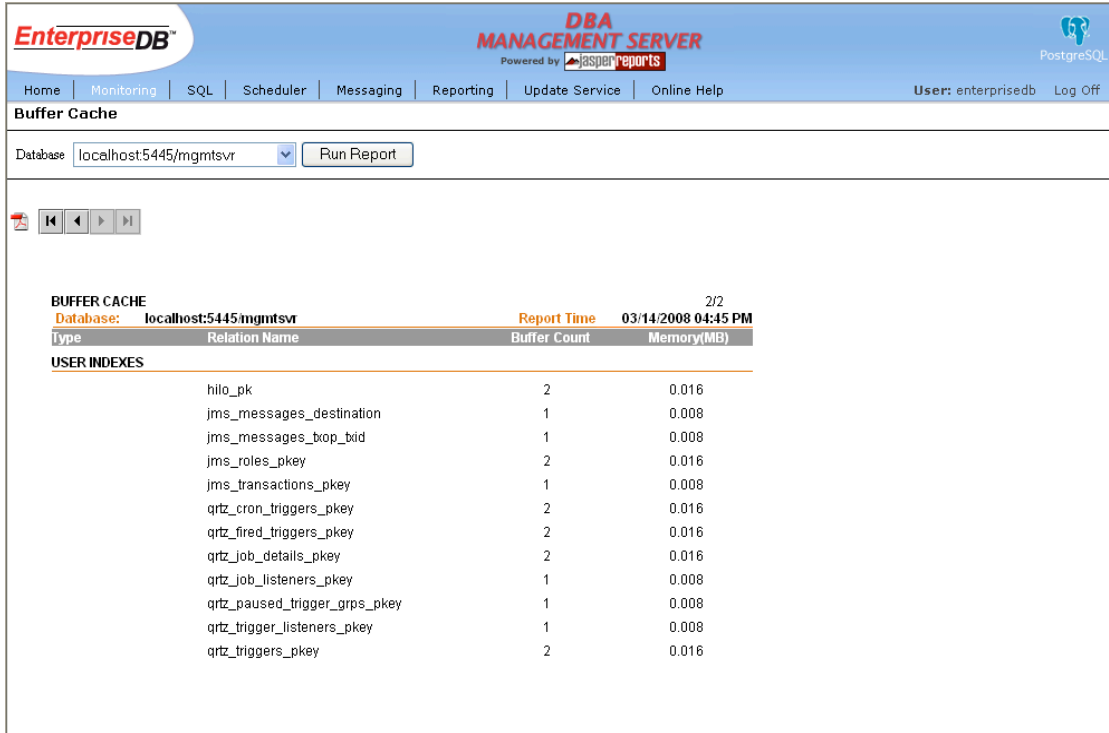 EnterpriseDB™
DBA
MANAGEMENT SERVER
Powered by jasperreports
PostgreSQL
Home Monitoring SQL Scheduler Messaging Reporting Update Service Online Help User: enterprisedb Log Off
Buffer Cache
Database localhost:5445/mgmtsvr Run Report
BUFFER CACHE 2/2
Database: localhost:5445/mgmtsvr Report Time 03/14/2008 04:45 PM
Type Relation Name Buffer Count Memory(MB)
USER INDEXES
hilo_pk 2 0.016
jms_messages_destination 1 0.008
jms_messages_txop_txid 1 0.008
jms_roles_pkey 2 0.016
jms_transactions_pkey 1 0.008
qrtz_cron_triggers_pkey 2 0.016
qrtz_fired_triggers_pkey 2 0.016
qrtz_job_details_pkey 2 0.016
qrtz_job_listeners_pkey 1 0.008
qrtz_paused_trigger_grps_pkey 1 0.008
qrtz_trigger_listeners_pkey 1 0.008
qrtz_triggers_pkey 2 0.016